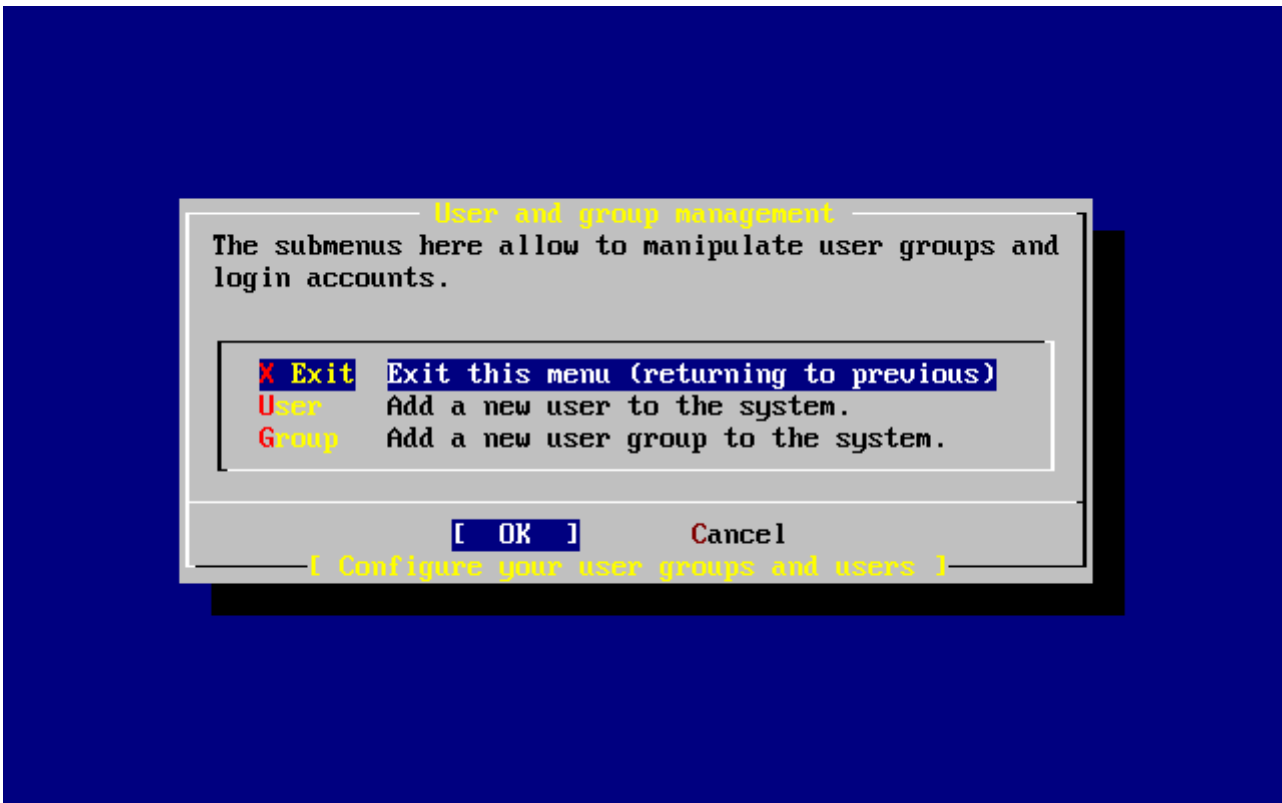 User and group management
The submenus here allow to manipulate user groups and
login accounts.
X Exit Exit this menu (returning to previous)
User Add a new user to the system.
Group Add a new user group to the system.
[ OK ] Cancel
[ Configure your user groups and users ]